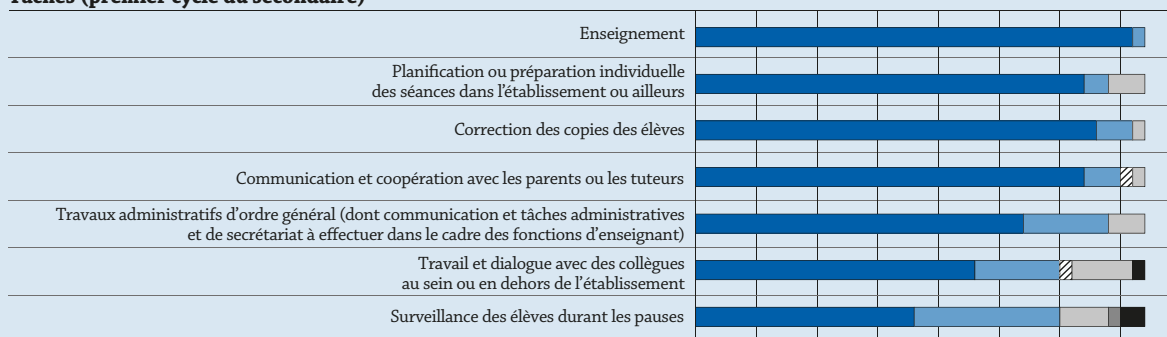 Tâches (premier cycle du secondaire)
Enseignement
Planification ou préparation individuelle
des séances dans l'établissement ou ailleurs
Correction des copies des élèves
Communication et coopération avec les parents ou les tuteurs
Travaux administratifs d'ordre général (dont communication et tâches administratives
et de secrétariat à effectuer dans le cadre des fonctions d'enseignant)
Travail et dialogue avec des collègues
au sein ou en dehors de l'établissement
Surveillance des élèves durant les pauses